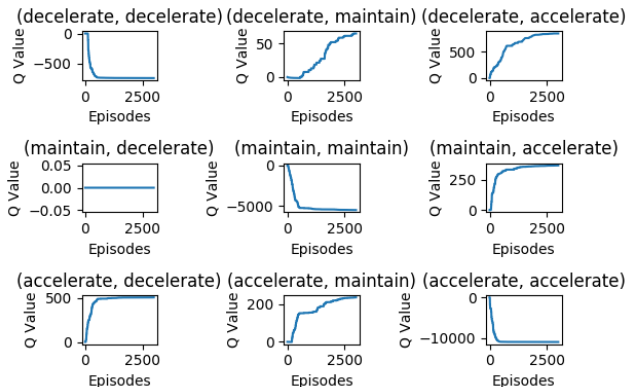 (decelerate, decelerate) (decelerate, maintain) (decelerate, accelerate)
Q Value 0 −500 Q Value 50 0 Q Value 500 0
0 2500 0 2500 0 2500
Episodes Episodes Episodes
(maintain, decelerate) (maintain, maintain) (maintain, accelerate)
Q Value 0.05 0.00 −0.05 Q Value 0 −5000 Q Value 250 0
0 2500 0 2500 0 2500
Episodes Episodes Episodes
(accelerate, decelerate) (accelerate, maintain) (accelerate, accelerate)
Q Value 500 0 Q Value 200 0 Q Value 0 −10000
0 2500 0 2500 0 2500
Episodes Episodes Episodes